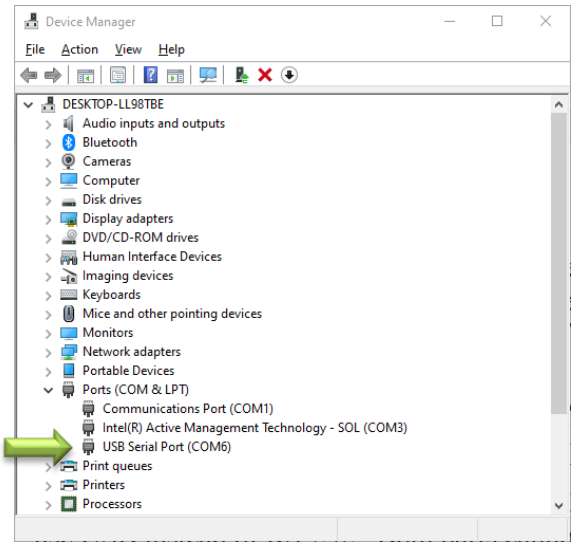 Device Manager
File Action View Help
DESKTOP-LL98TBE
Audio inputs and outputs
Bluetooth
Cameras
Computer
Disk drives
Display adapters
DVD/CD-ROM drives
Human Interface Devices
Imaging devices
Keyboards
Mice and other pointing devices
Monitors
Network adapters
Portable Devices
Ports (COM & LPT)
Communications Port (COM1)
Intel(R) Active Management Technology - SOL (COM3)
USB Serial Port (COM6)
Print queues
Printers
Processors